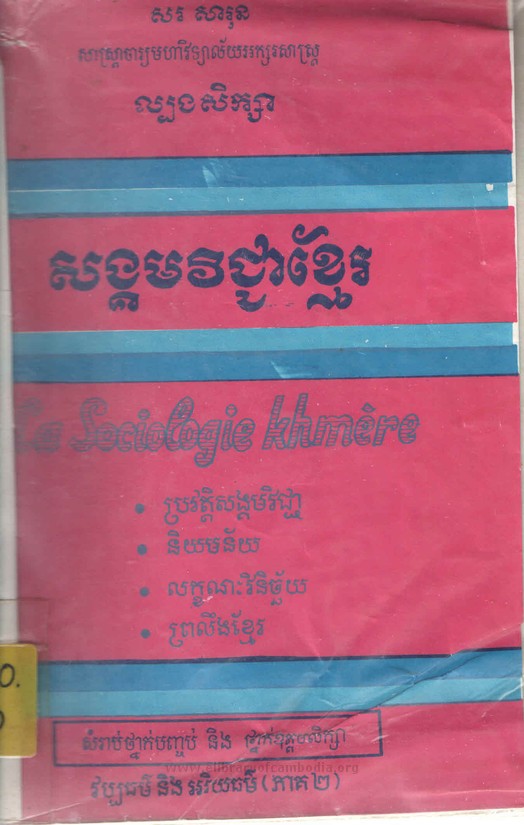 សរ សារុន
សាស្ត្រាចារ្យមហាវិទ្យាល័យអក្សរសាស្ត្រ
ល្បងសិក្សា
សង្គមវិជ្ជាខ្មែរ
La Sociologie khmère
• ប្រវត្តិសង្គមវិជ្ជា
• និយមន័យ
• លក្ខណៈវិនិច្ឆ័យ
• ព្រលឹងខ្មែរ
សំរាប់ថ្នាក់បញ្ចប់ និង ថ្នាក់ឧត្តមសិក្សា
www.elibraryofcambodia.org
វប្បធម៌ និង អរិយធម៌ (ភាគ២)